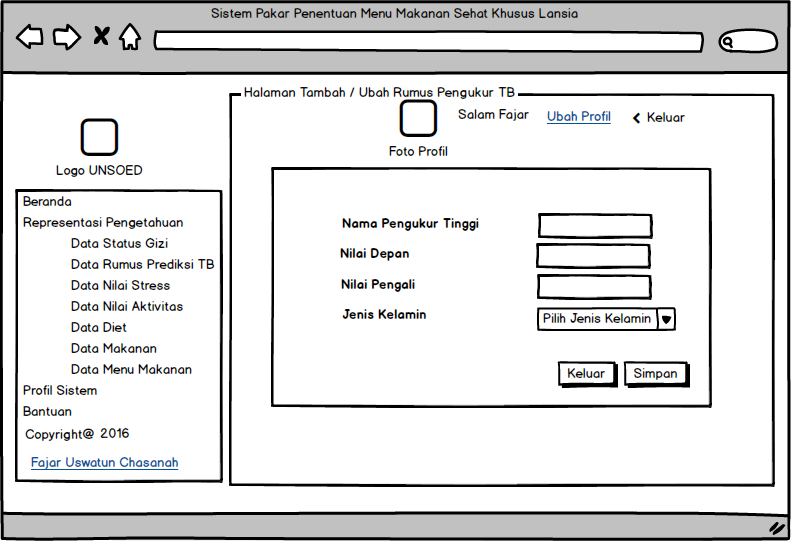 Sistem Pakar Penentuan Menu Makanan Sehat Khusus Lansia
Halaman Tambah / Ubah Rumus Pengukur TB
Salam Fajar
Ubah Profil
Keluar
Foto Profil
Logo UNSOED
Beranda
Representasi Pengetahuan
Data Status Gizi
Data Rumus Prediksi TB
Data Nilai Stress
Data Nilai Aktivitas
Data Diet
Data Makanan
Data Menu Makanan
Profil Sistem
Bantuan
Copyright@ 2016
Fajar Uswatun Chasanah
Nama Pengukur Tinggi
Nilai Depan
Nilai Pengali
Jenis Kelamin
Pilih Jenis Kelamin
Keluar
Simpan